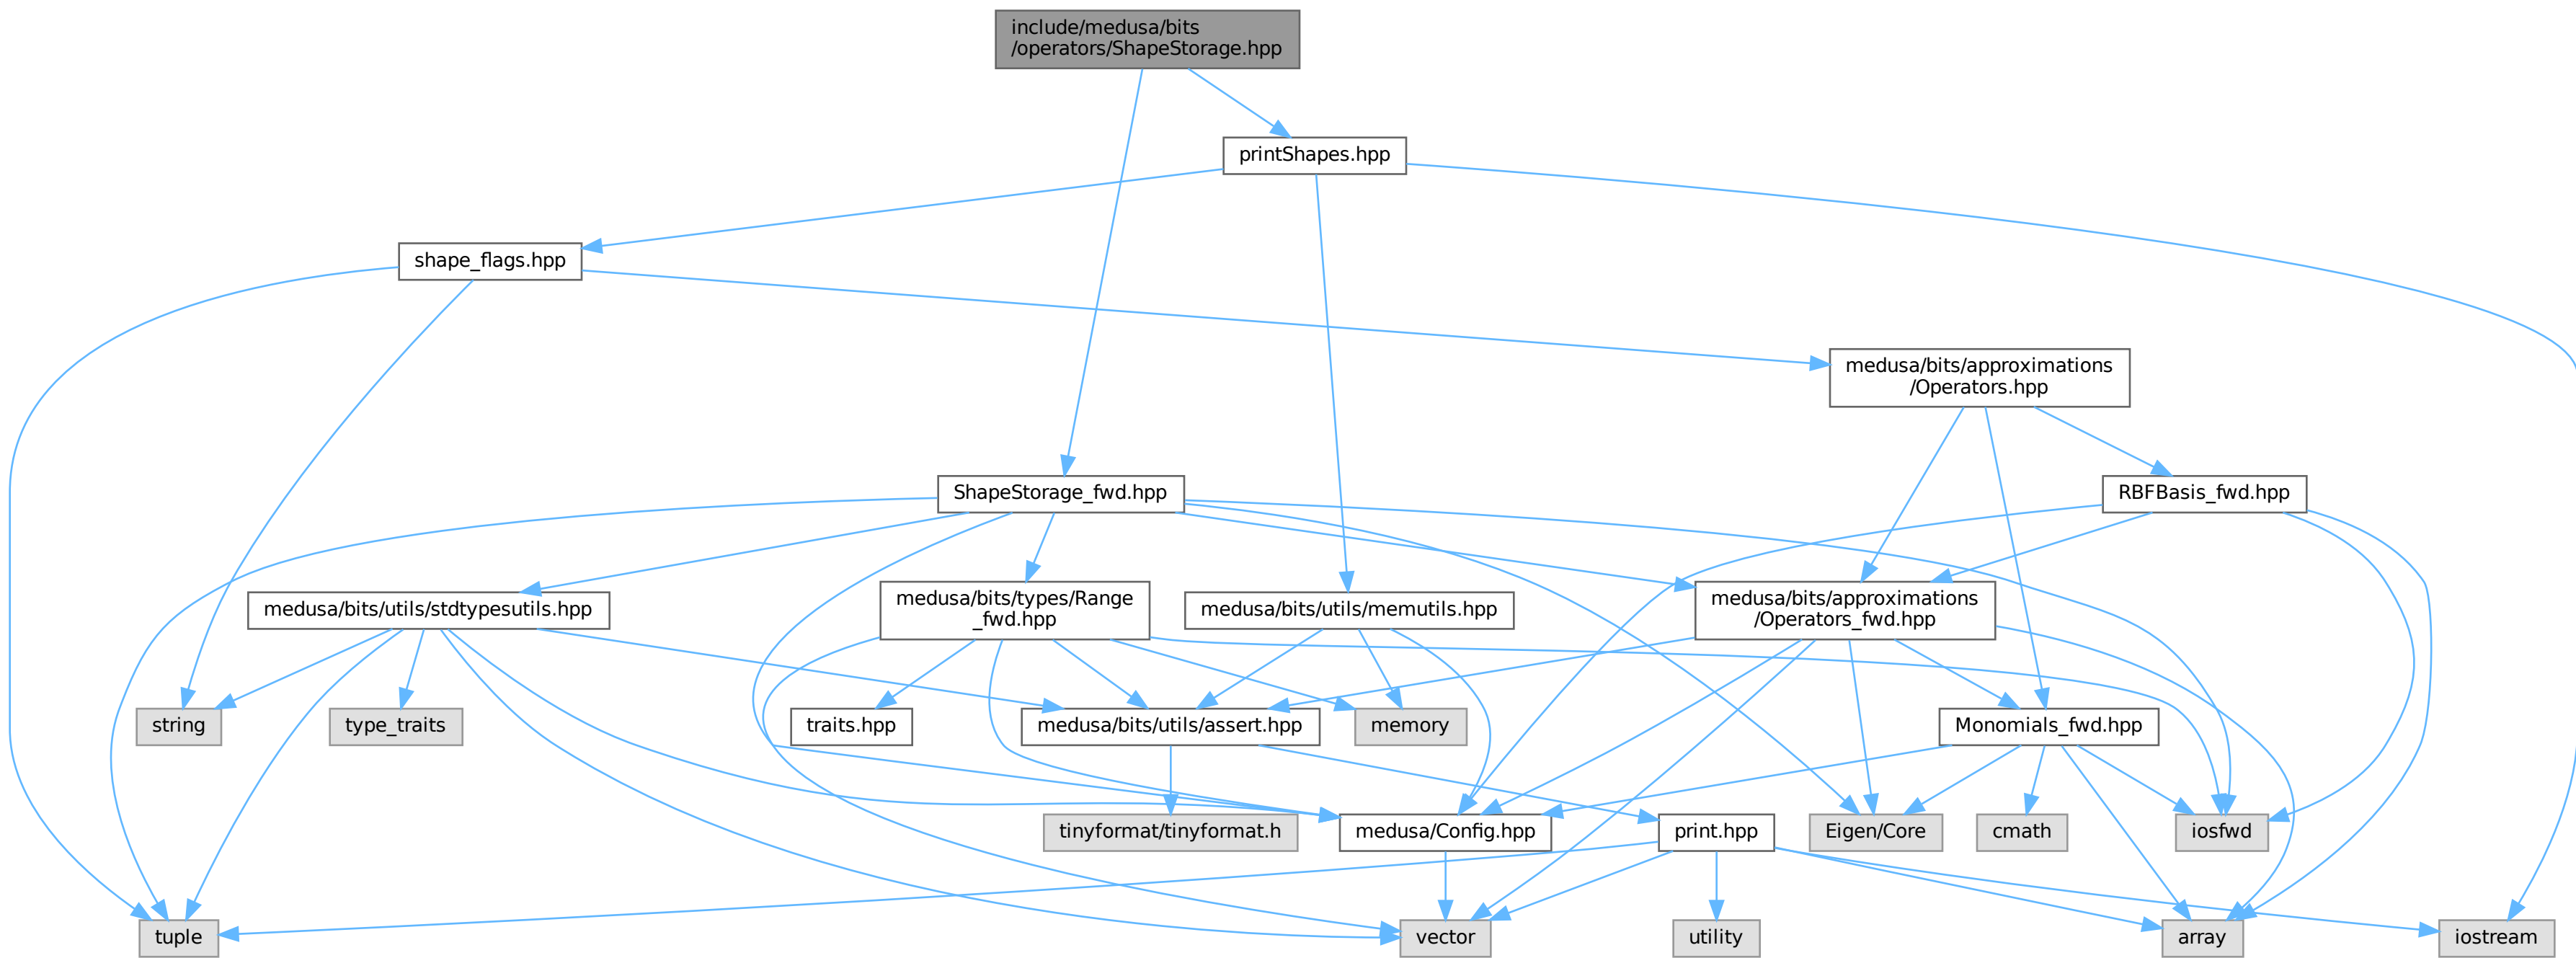 include/medusa/bits
/operators/ShapeStorage.hpp
printShapes.hpp
shape_flags.hpp
medusa/bits/approximations
/Operators.hpp
ShapeStorage_fwd.hpp
RBFBasis_fwd.hpp
medusa/bits/utils/stdtypesutils.hpp
medusa/bits/types/Range
_fwd.hpp
medusa/bits/utils/memutils.hpp
medusa/bits/approximations
/Operators_fwd.hpp
string
type_traits
traits.hpp
medusa/bits/utils/assert.hpp
memory
Monomials_fwd.hpp
tinyformat/tinyformat.h
medusa/Config.hpp
print.hpp
Eigen/Core
cmath
iosfwd
tuple
vector
utility
array
iostream